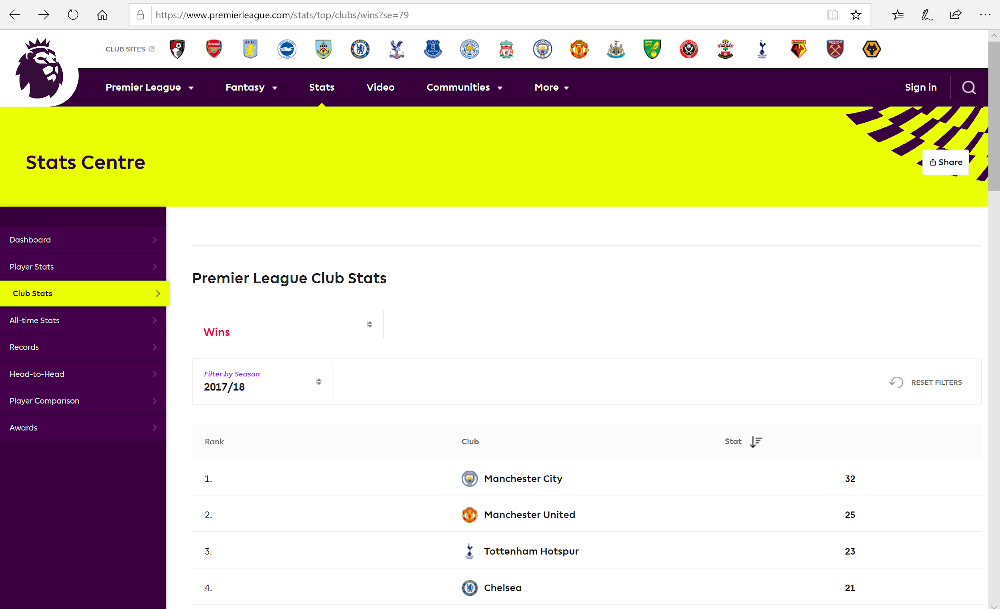 https://www.premierleague.com/stats/top/clubs/wins?se=79
CLUB SITES
Premier League
Fantasy
Stats
Video
Communities
More
Sign in
Stats Centre
Share
Dashboard
Player Stats
Club Stats
All-time Stats
Records
Head-to-Head
Player Comparison
Awards
Premier League Club Stats
Wins
Filter by Season
2017/18
RESET FILTERS
Rank Club Stat
1. Manchester City 32
2. Manchester United 25
3. Tottenham Hotspur 23
4. Chelsea 21